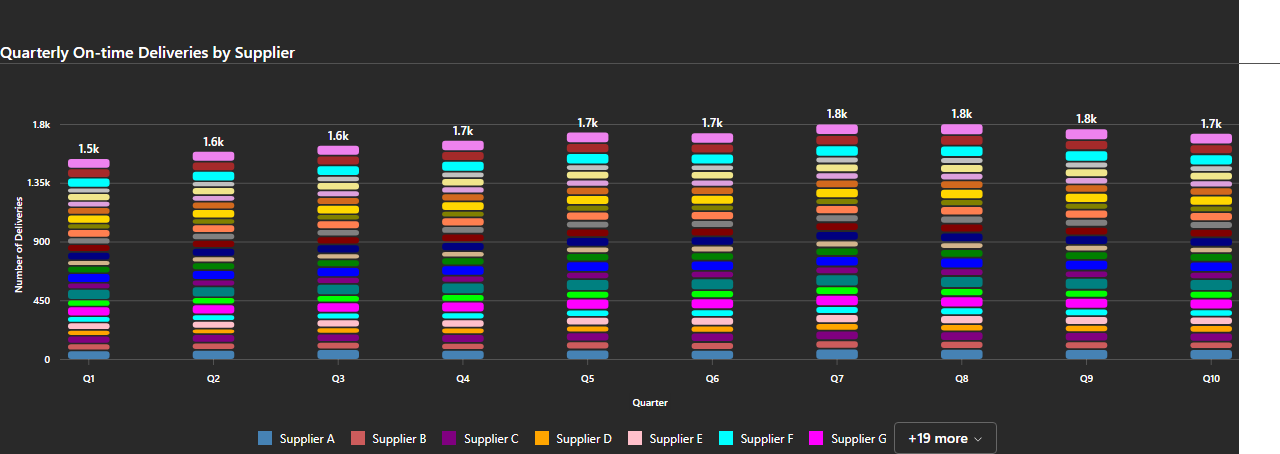 Quarterly On-time Deliveries by Supplier
1.5k 1.6k 1.6k 1.7k 1.7k 1.7k 1.8k 1.8k 1.8k 1.7k
1.8k
1.35k
900
450
0
Number of Deliveries
Q1 Q2 Q3 Q4 Q5 Q6 Q7 Q8 Q9 Q10
Quarter
Supplier A Supplier B Supplier C Supplier D Supplier E Supplier F Supplier G +19 more